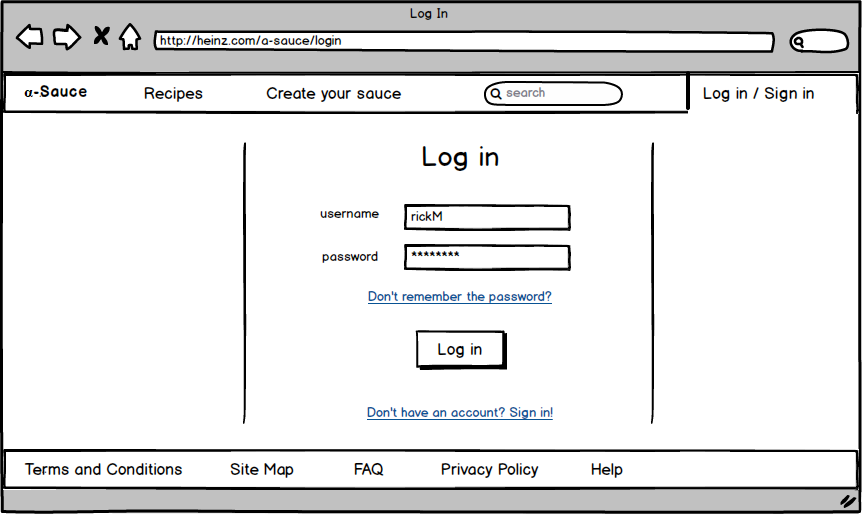 Log In
http://heinz.com/α-sauce/login
α-Sauce Recipes Create your sauce search Log in / Sign in
Log in
username rickM
password ********
Don't remember the password?
Log in
Don't have an account? Sign in!
Terms and Conditions Site Map FAQ Privacy Policy Help